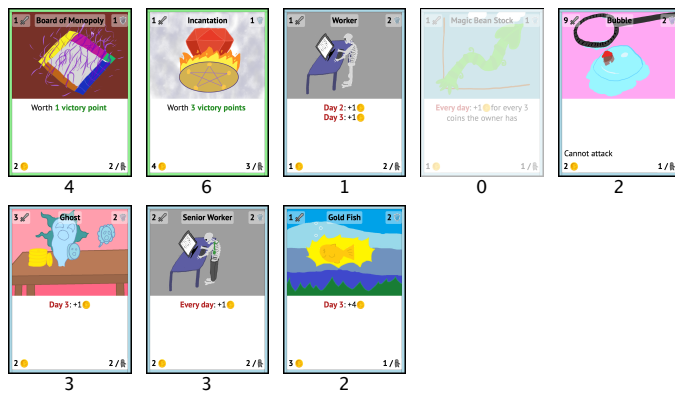 1 Board of Monopoly 1
Worth 1 victory point
2 2 /
4
1 Incantation 1
Worth 3 victory points
4 3 /
6
1 Worker 2
Day 2: +1
Day 3: +1
1 2 /
1
1 Magic Bean Stock 1
Every day: +1 for every 3
coins the owner has
1 1 /
0
9 Bubble 2
Cannot attack
2 1 /
2
3 Ghost 2
Day 3: +1
2 2 /
3
2 Senior Worker 2
Every day: +1
2 2 /
3
1 Gold Fish 2
Day 3: +4
3 1 /
2